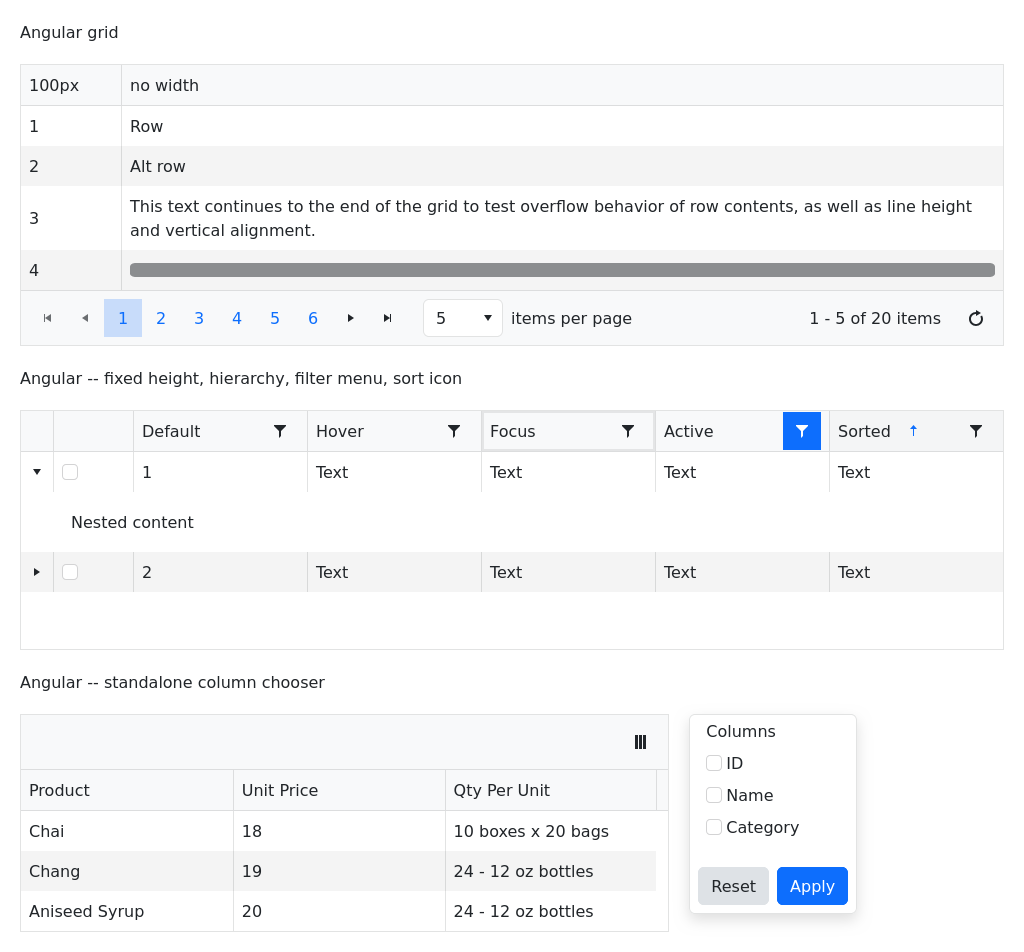 Angular grid
100px no width
1 Row
2 Alt row
3 This text continues to the end of the grid to test overflow behavior of row contents, as well as line height
and vertical alignment.
4
1 2 3 4 5 6 5 items per page 1 - 5 of 20 items
Angular -- fixed height, hierarchy, filter menu, sort icon
Default Hover Focus Active Sorted
1 Text Text Text Text
Nested content
2 Text Text Text Text
Angular -- standalone column chooser
Product Unit Price Qty Per Unit
Chai 18 10 boxes x 20 bags
Chang 19 24 - 12 oz bottles
Aniseed Syrup 20 24 - 12 oz bottles
Columns
ID
Name
Category
Reset Apply